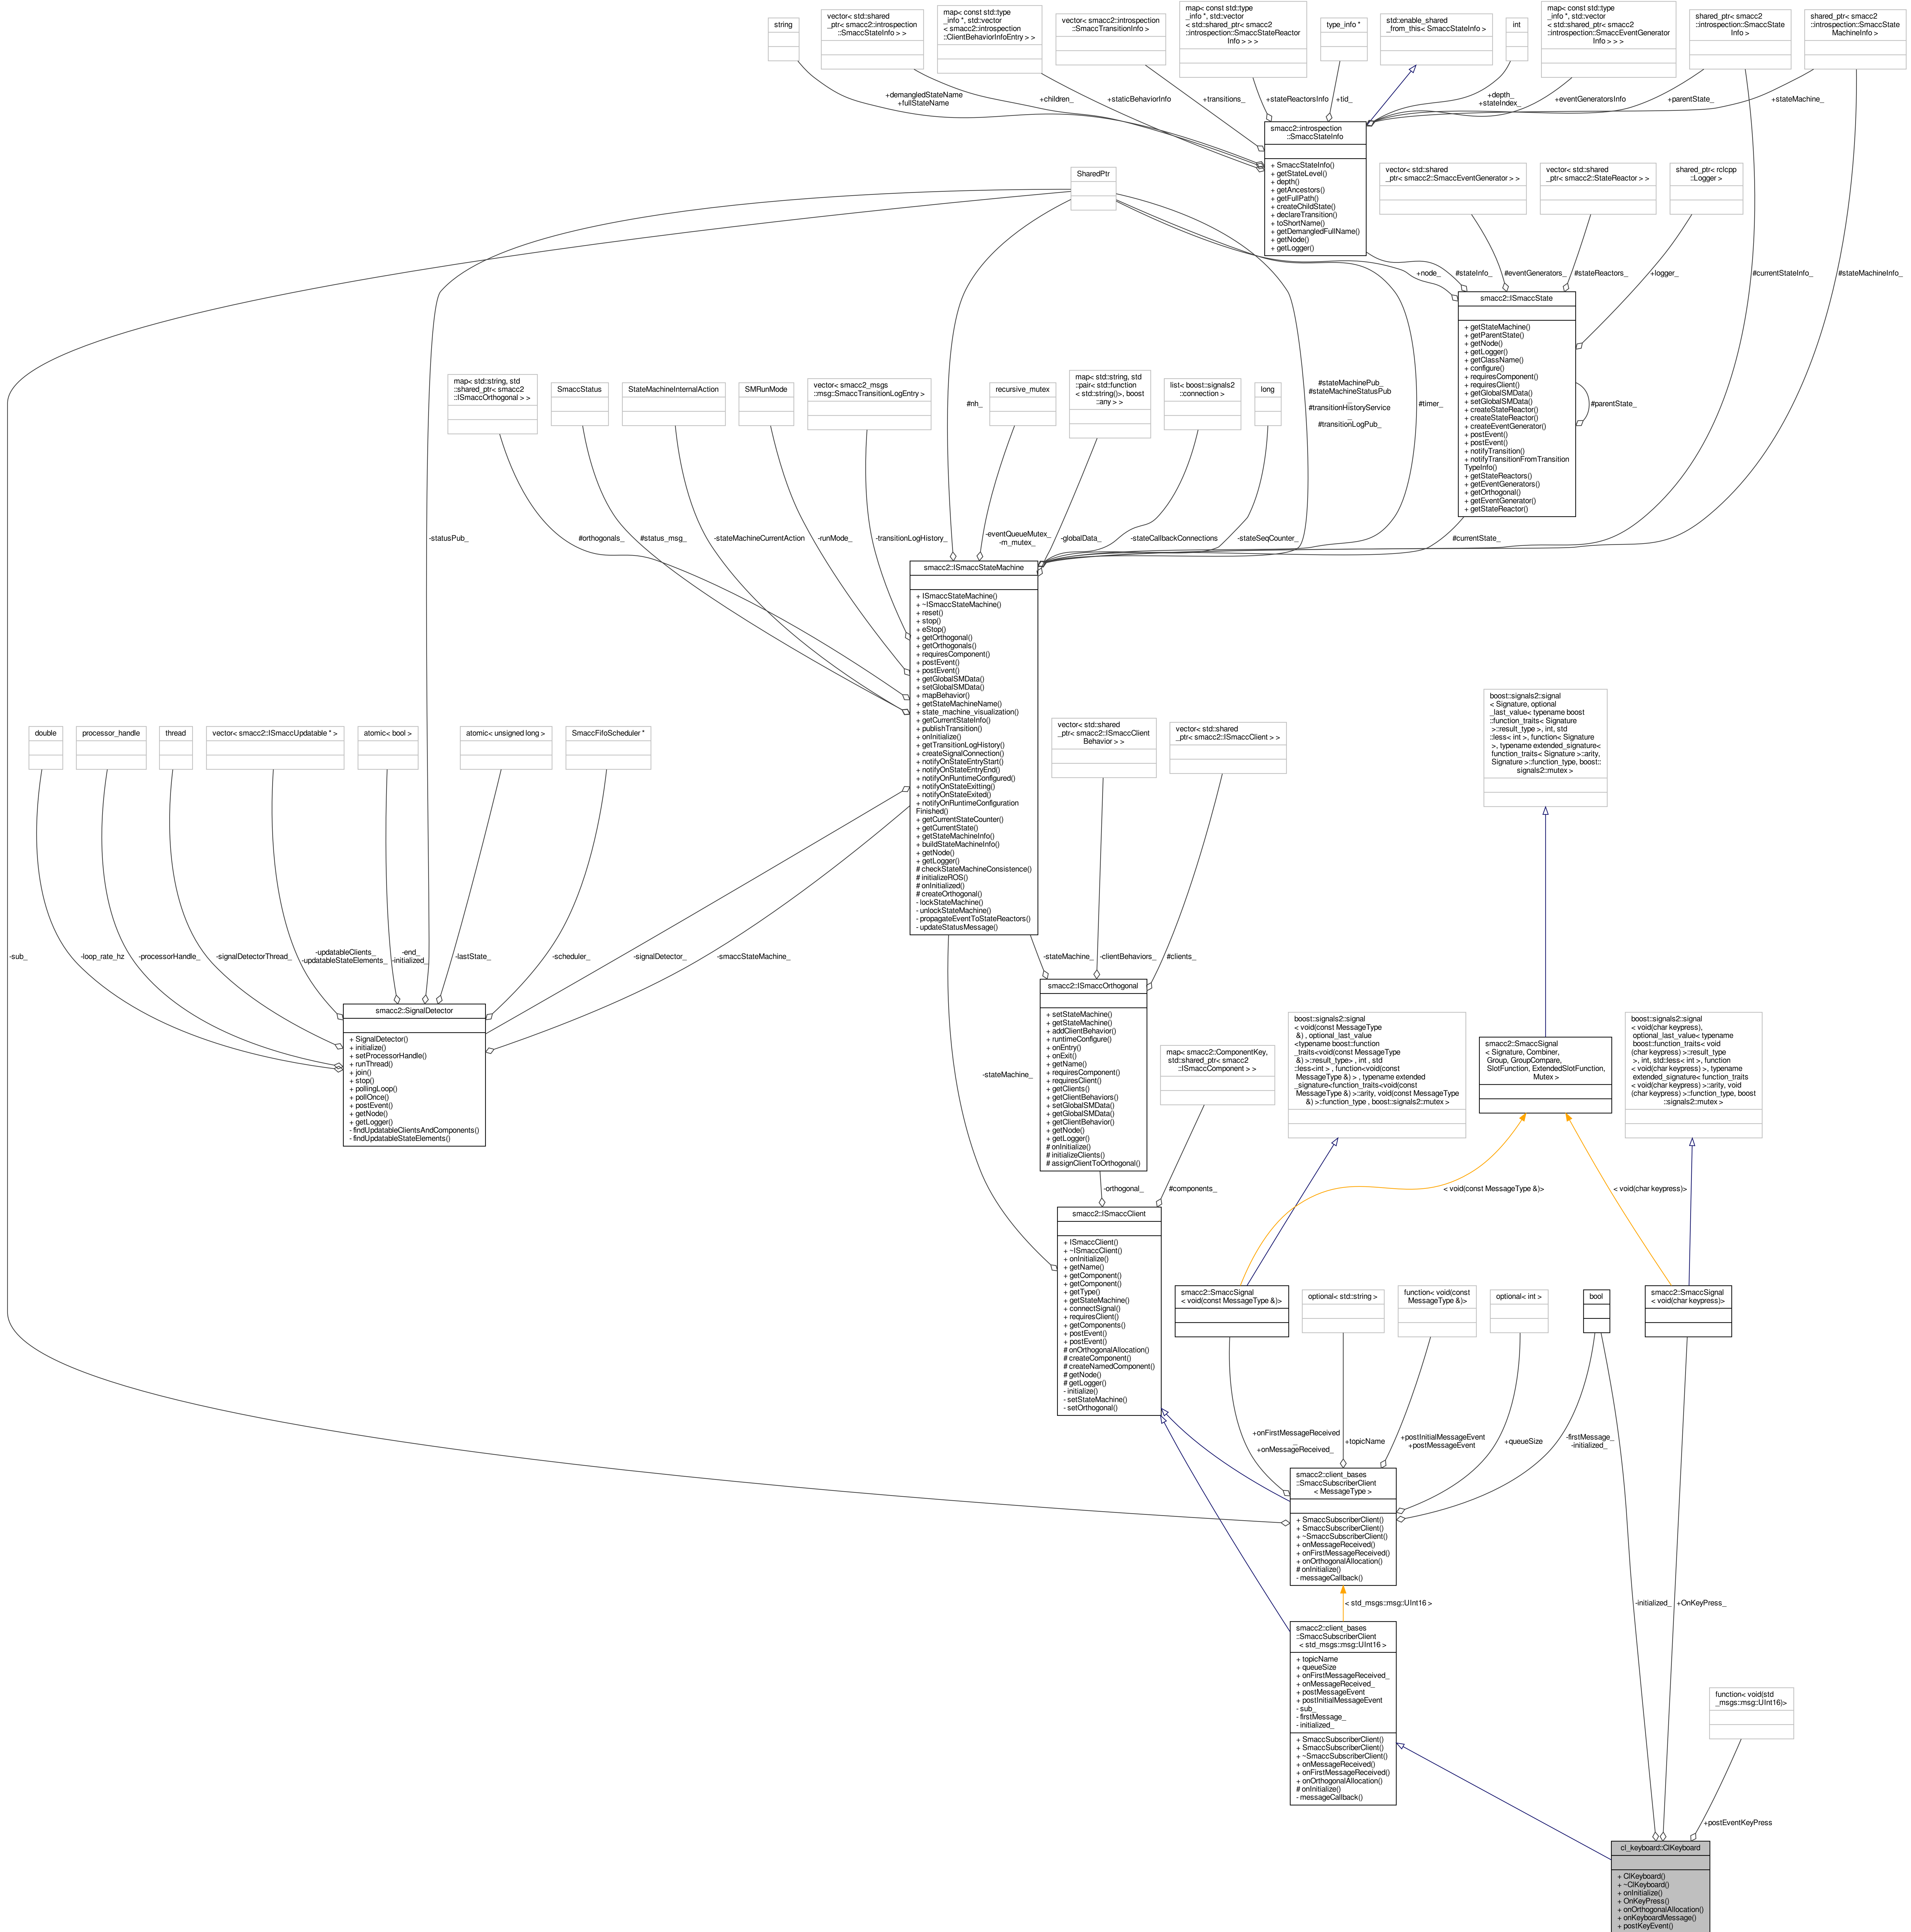 string
vector< std::shared
_ptr< smacc2::introspection
::SmaccStateInfo > >
map< const std::type
_info *, std::vector
< smacc2::introspection
::ClientBehaviorInfoEntry > >
vector< smacc2::introspection
::SmaccTransitionInfo >
map< const std::type
_info *, std::vector
< std::shared_ptr< smacc2
::introspection::SmaccStateReactor
Info > > >
type_info *
std::enable_shared
_from_this< SmaccStateInfo >
int
map< const std::type
_info *, std::vector
< std::shared_ptr< smacc2
::introspection::SmaccEventGenerator
Info > > >
shared_ptr< smacc2
::introspection::SmaccState
Info >
shared_ptr< smacc2
::introspection::SmaccState
MachineInfo >
+demangledStateName
+fullStateName
+children_
+staticBehaviorInfo
+transitions_
+stateReactorsInfo
+tid_
+depth_
+stateIndex_
+eventGeneratorsInfo
+parentState_
+stateMachine_
smacc2::introspection
::SmaccStateInfo
+ SmaccStateInfo()
+ getStateLevel()
+ depth()
+ getAncestors()
+ getFullPath()
+ createChildState()
+ declareTransition()
+ toShortName()
+ getDemangledFullName()
+ getNode()
+ getLogger()
SharedPtr
vector< std::shared
_ptr< smacc2::SmaccEventGenerator > >
vector< std::shared
_ptr< smacc2::StateReactor > >
shared_ptr< rclcpp
::Logger >
+node_
#stateInfo_
#eventGenerators_
#stateReactors_
+logger_
#currentStateInfo_
#stateMachineInfo_
smacc2::ISmaccState
+ getStateMachine()
+ getParentState()
+ getNode()
+ getLogger()
+ getClassName()
+ configure()
+ requiresComponent()
+ requiresClient()
+ getGlobalSMData()
+ setGlobalSMData()
+ createStateReactor()
+ createStateReactor()
+ createEventGenerator()
+ postEvent()
+ postEvent()
+ notifyTransition()
+ notifyTransitionFromTransition
TypeInfo()
+ getStateReactors()
+ getEventGenerators()
+ getOrthogonal()
+ getEventGenerator()
+ getStateReactor()
#parentState_
map< std::string, std
::shared_ptr< smacc2
::ISmaccOrthogonal > >
SmaccStatus
StateMachineInternalAction
SMRunMode
vector< smacc2_msgs
::msg::SmaccTransitionLogEntry >
#nh_
recursive_mutex
map< std::string, std
::pair< std::function
< std::string()>, boost
::any > >
list< boost::signals2
::connection >
long
#stateMachinePub_
#stateMachineStatusPub
_
#transitionHistoryService
_
#transitionLogPub_
#timer_
-statusPub_
#orthogonals_
#status_msg_
-stateMachineCurrentAction
-runMode_
-transitionLogHistory_
-eventQueueMutex_
-m_mutex_
-globalData_
-stateCallbackConnections
-stateSeqCounter_
#currentState_
smacc2::ISmaccStateMachine
+ ISmaccStateMachine()
+ ~ISmaccStateMachine()
+ reset()
+ stop()
+ eStop()
+ getOrthogonal()
+ getOrthogonals()
+ requiresComponent()
+ postEvent()
+ postEvent()
+ getGlobalSMData()
+ setGlobalSMData()
+ mapBehavior()
+ getStateMachineName()
+ state_machine_visualization()
+ getCurrentStateInfo()
+ publishTransition()
+ onInitialize()
+ getTransitionLogHistory()
+ createSignalConnection()
+ notifyOnStateEntryStart()
+ notifyOnStateEntryEnd()
+ notifyOnRuntimeConfigured()
+ notifyOnStateExitting()
+ notifyOnStateExited()
+ notifyOnRuntimeConfiguration
Finished()
+ getCurrentStateCounter()
+ getCurrentState()
+ getStateMachineInfo()
+ buildStateMachineInfo()
+ getNode()
+ getLogger()
# checkStateMachineConsistence()
# initializeROS()
# onInitialized()
# createOrthogonal()
- lockStateMachine()
- unlockStateMachine()
- propagateEventToStateReactors()
- updateStatusMessage()
double
processor_handle
thread
vector< smacc2::ISmaccUpdatable * >
atomic< bool >
atomic< unsigned long >
SmaccFifoScheduler *
vector< std::shared
_ptr< smacc2::ISmaccClient
Behavior > >
vector< std::shared
_ptr< smacc2::ISmaccClient > >
boost::signals2::signal
< Signature, optional
_last_value< typename boost
::function_traits< Signature
>::result_type >, int, std
::less< int >, function< Signature
>, typename extended_signature<
function_traits< Signature >::arity,
Signature >::function_type, boost::
signals2::mutex >
-sub_
-loop_rate_hz
-processorHandle_
-signalDetectorThread_
-updatableClients_
-updatableStateElements_
-end_
-initialized_
-lastState_
-scheduler_
-signalDetector_
-smaccStateMachine_
-stateMachine_
-clientBehaviors_
#clients_
smacc2::SignalDetector
+ SignalDetector()
+ initialize()
+ setProcessorHandle()
+ runThread()
+ join()
+ stop()
+ pollingLoop()
+ pollOnce()
+ postEvent()
+ getNode()
+ getLogger()
- findUpdatableClientsAndComponents()
- findUpdatableStateElements()
smacc2::ISmaccOrthogonal
+ setStateMachine()
+ getStateMachine()
+ addClientBehavior()
+ runtimeConfigure()
+ onEntry()
+ onExit()
+ getName()
+ requiresComponent()
+ requiresClient()
+ getClients()
+ getClientBehaviors()
+ setGlobalSMData()
+ getGlobalSMData()
+ getClientBehavior()
+ getNode()
+ getLogger()
# onInitialize()
# initializeClients()
# assignClientToOrthogonal()
map< smacc2::ComponentKey,
std::shared_ptr< smacc2
::ISmaccComponent > >
boost::signals2::signal
< void(const MessageType
&) , optional_last_value
<typename boost::function
_traits<void(const MessageType
&) >::result_type> , int , std
::less<int > , function<void(const
MessageType &) > , typename extended
_signature<function_traits<void(const
MessageType &) >::arity, void(const MessageType
&) >::function_type , boost::signals2::mutex >
smacc2::SmaccSignal
< Signature, Combiner,
Group, GroupCompare,
SlotFunction, ExtendedSlotFunction,
Mutex >
boost::signals2::signal
< void(char keypress),
optional_last_value< typename
boost::function_traits< void
(char keypress) >::result_type
>, int, std::less< int >, function
< void(char keypress) >, typename
extended_signature< function_traits
< void(char keypress) >::arity, void
(char keypress) >::function_type, boost
::signals2::mutex >
-stateMachine_
-orthogonal_
#components_
< void(const MessageType &)>
< void(char keypress)>
smacc2::ISmaccClient
+ ISmaccClient()
+ ~ISmaccClient()
+ onInitialize()
+ getName()
+ getComponent()
+ getComponent()
+ getType()
+ getStateMachine()
+ connectSignal()
+ requiresClient()
+ getComponents()
+ postEvent()
+ postEvent()
# onOrthogonalAllocation()
# createComponent()
# createNamedComponent()
# getNode()
# getLogger()
- initialize()
- setStateMachine()
- setOrthogonal()
smacc2::SmaccSignal
< void(const MessageType &)>
optional< std::string >
function< void(const
MessageType &)>
optional< int >
bool
smacc2::SmaccSignal
< void(char keypress)>
+onFirstMessageReceived
_
+onMessageReceived_
+topicName
+postInitialMessageEvent
+postMessageEvent
+queueSize
-firstMessage_
-initialized_
smacc2::client_bases
::SmaccSubscriberClient
< MessageType >
+ SmaccSubscriberClient()
+ SmaccSubscriberClient()
+ ~SmaccSubscriberClient()
+ onMessageReceived()
+ onFirstMessageReceived()
+ onOrthogonalAllocation()
# onInitialize()
- messageCallback()
< std_msgs::msg::UInt16 >
-initialized_
+OnKeyPress_
smacc2::client_bases
::SmaccSubscriberClient
< std_msgs::msg::UInt16 >
+ topicName
+ queueSize
+ onFirstMessageReceived_
+ onMessageReceived_
+ postMessageEvent
+ postInitialMessageEvent
- sub_
- firstMessage_
- initialized_
+ SmaccSubscriberClient()
+ SmaccSubscriberClient()
+ ~SmaccSubscriberClient()
+ onMessageReceived()
+ onFirstMessageReceived()
+ onOrthogonalAllocation()
# onInitialize()
- messageCallback()
function< void(std
_msgs::msg::UInt16)>
+postEventKeyPress
cl_keyboard::ClKeyboard
+ ClKeyboard()
+ ~ClKeyboard()
+ onInitialize()
+ OnKeyPress()
+ onOrthogonalAllocation()
+ onKeyboardMessage()
+ postKeyEvent()